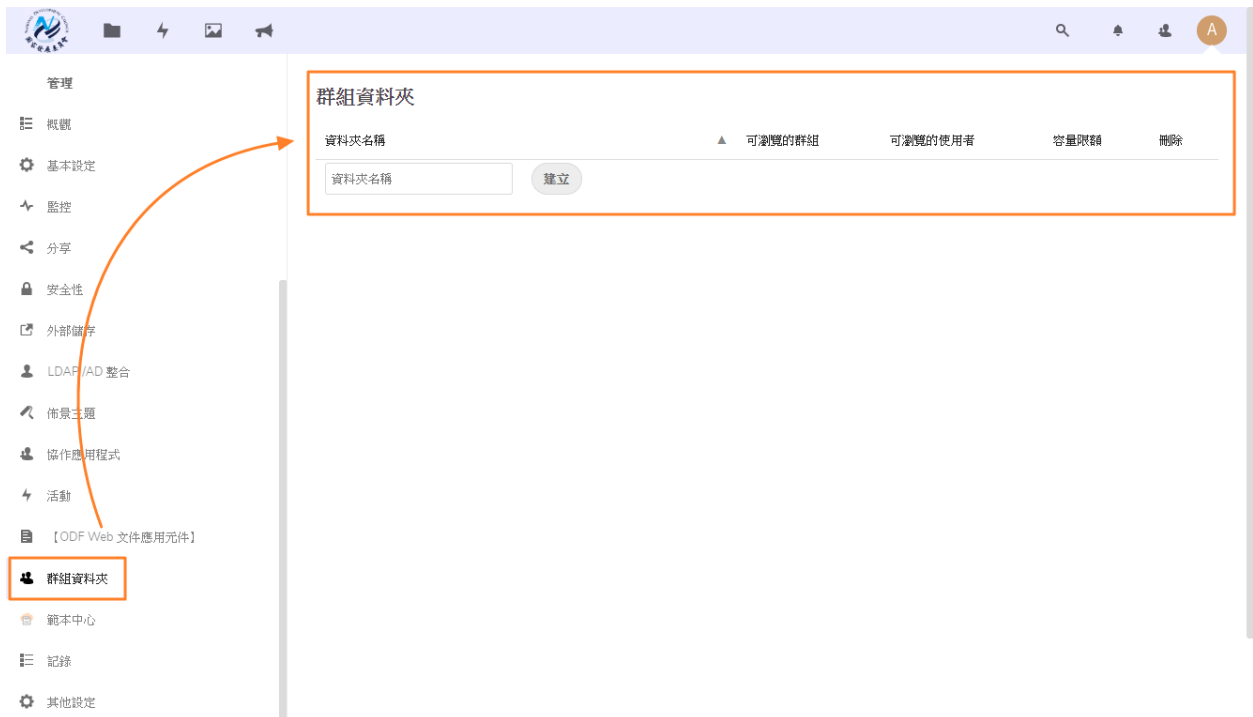 A
管理
概觀
基本設定
監控
分享
安全性
外部儲存
LDAP/AD 整合
佈景主題
協作應用程式
活動
【ODF Web 文件應用元件】
群組資料夾
範本中心
記錄
其他設定
群組資料夾
資料夾名稱 ▲ 可瀏覽的群組 可瀏覽的使用者 容量限額 刪除
資料夾名稱 建立